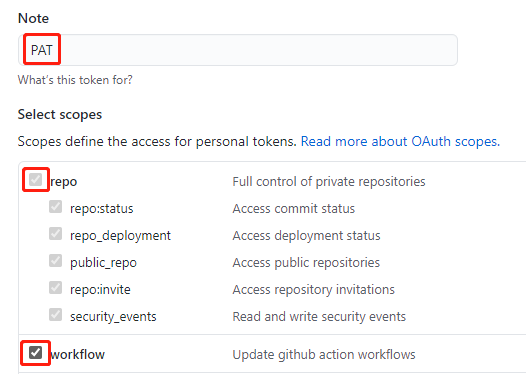 Note
PAT
What's this token for?
Select scopes
Scopes define the access for personal tokens. Read more about OAuth scopes.
repo Full control of private repositories
repo:status Access commit status
repo_deployment Access deployment status
public_repo Access public repositories
repo:invite Access repository invitations
security_events Read and write security events
workflow Update github action workflows